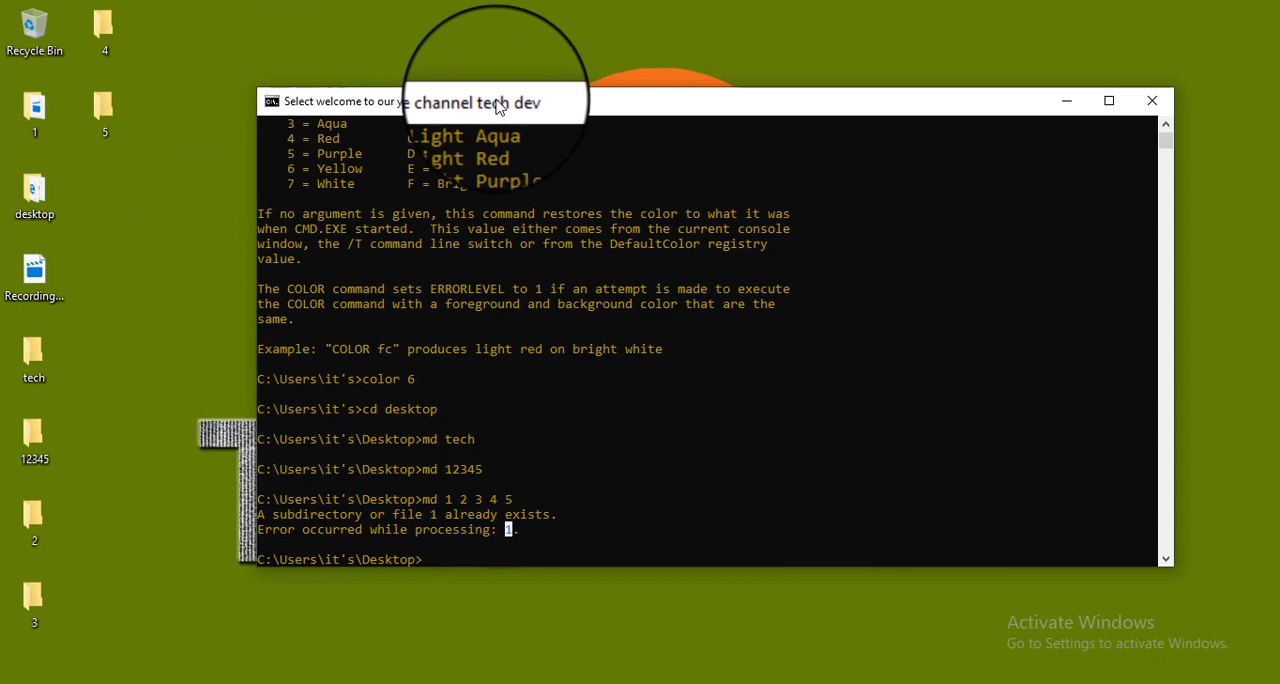 Recycle Bin
4
1
5
desktop
Recording...
tech
12345
2
3
Select welcome to our ye channel tech dev
3 = Aqua Light Aqua
4 = Red ight Red
5 = Purple D t Purple
6 = Yellow E =
7 = White F = Brig
If no argument is given, this command restores the color to what it was
when CMD.EXE started. This value either comes from the current console
window, the /T command line switch or from the DefaultColor registry
value.
The COLOR command sets ERRORLEVEL to 1 if an attempt is made to execute
the COLOR command with a foreground and background color that are the
same.
Example: "COLOR fc" produces light red on bright white
C:\Users\it's>color 6
C:\Users\it's>cd desktop
C:\Users\it's\Desktop>md tech
C:\Users\it's\Desktop>md 12345
C:\Users\it's\Desktop>md 1 2 3 4 5
A subdirectory or file 1 already exists.
Error occurred while processing: 1.
C:\Users\it's\Desktop>
Activate Windows
Go to Settings to activate Windows.